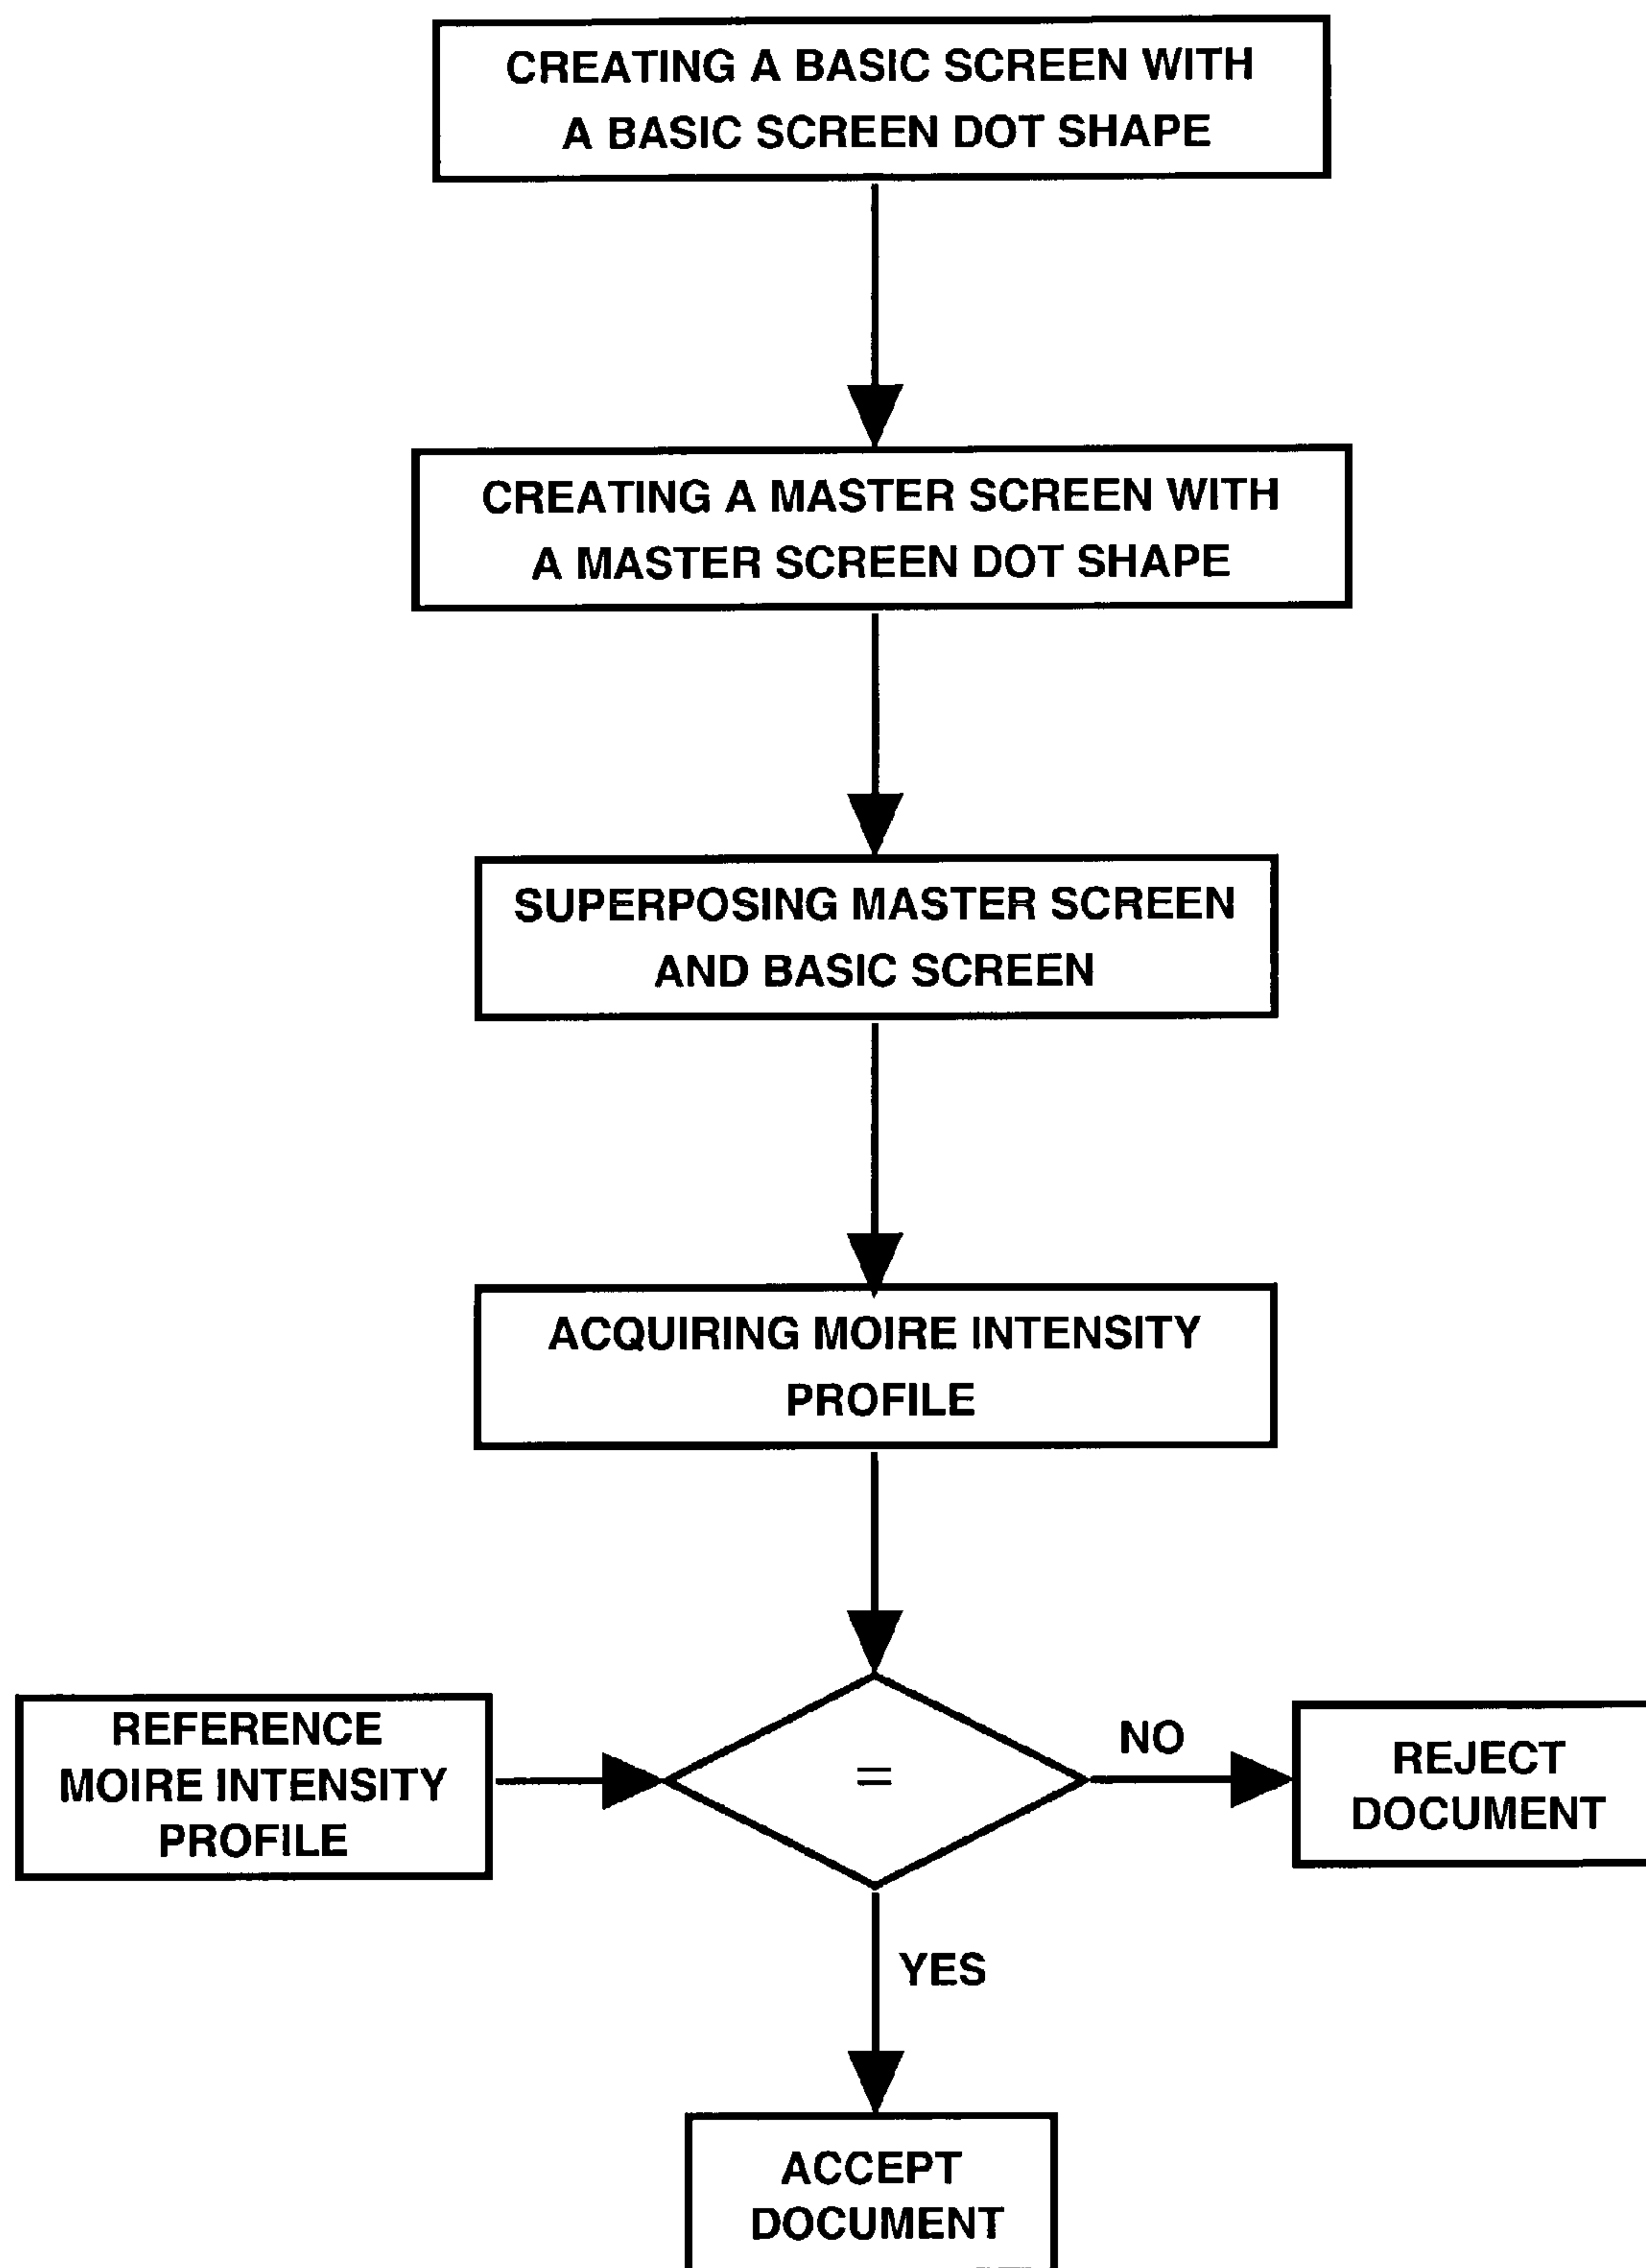 CREATING A BASIC SCREEN WITH
A BASIC SCREEN DOT SHAPE
CREATING A MASTER SCREEN WITH
A MASTER SCREEN DOT SHAPE
SUPERPOSING MASTER SCREEN
AND BASIC SCREEN
ACQUIRING MOIRE INTENSITY
PROFILE
REFERENCE
MOIRE INTENSITY
PROFILE
=
NO
REJECT
DOCUMENT
YES
ACCEPT
DOCUMENT